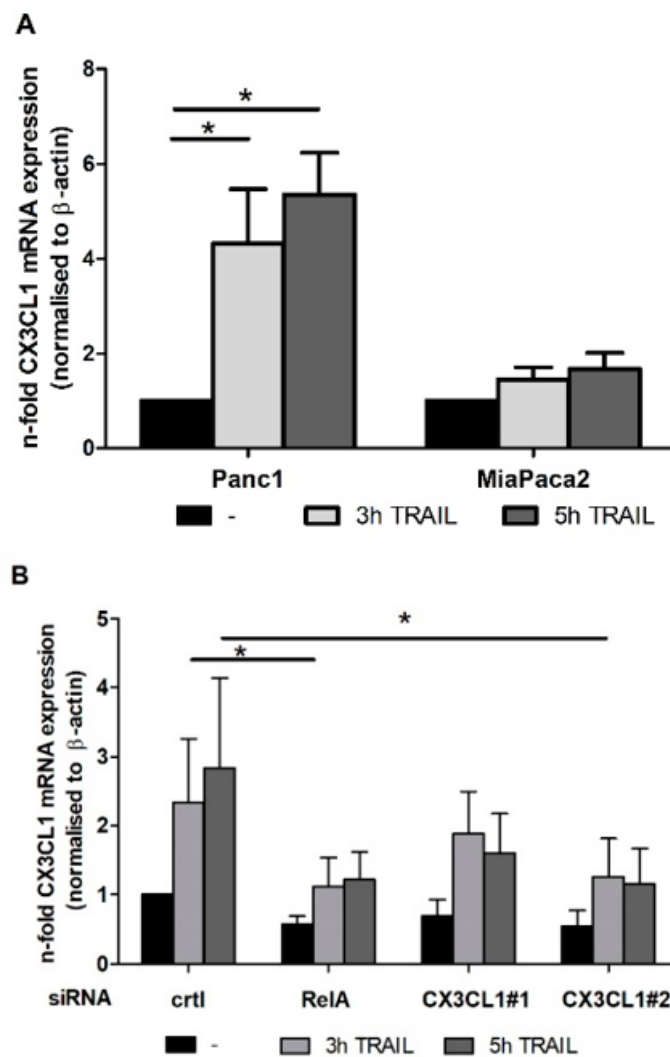 A
n-fold CX3CL1 mRNA expression
(normalised to β-actin)
8
6
4
2
0
*
*
Panc1 MiaPaca2
- 3h TRAIL 5h TRAIL
B
n-fold CX3CL1 mRNA expression
(normalised to β-actin)
5
4
3
2
1
0
*
*
siRNA crtl RelA CX3CL1#1 CX3CL1#2
- 3h TRAIL 5h TRAIL